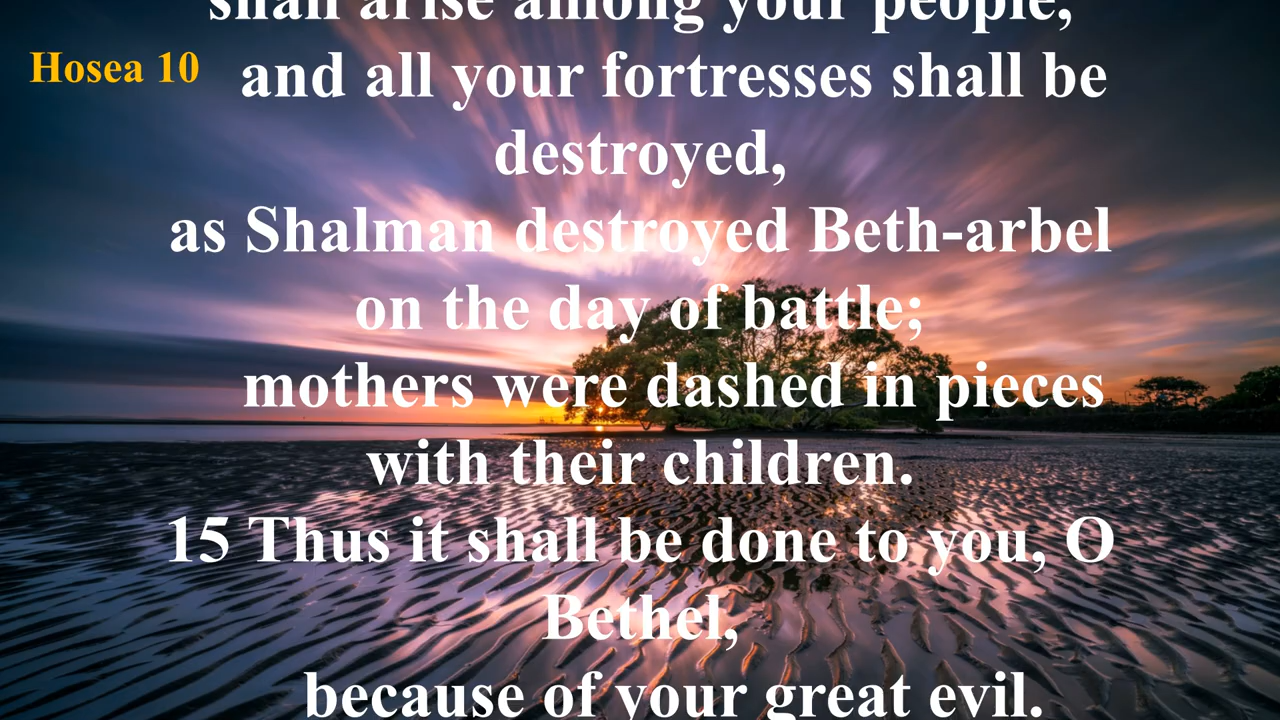 shall arise among your people,
Hosea 10
and all your fortresses shall be
destroyed,
as Shalman destroyed Beth-arbel
on the day of battle;
mothers were dashed in pieces
with their children.
15 Thus it shall be done to you, O
Bethel,
because of your great evil.